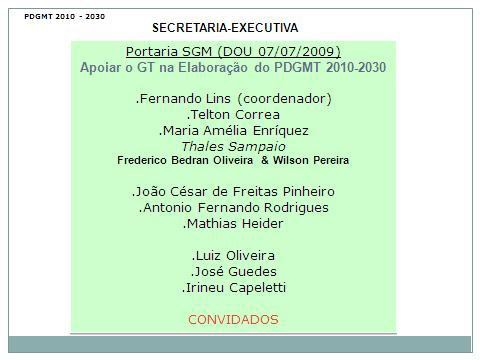 PDGMT 2010 - 2030
SECRETARIA-EXECUTIVA
Portaria SGM (DOU 07/07/2009)
Apoiar o GT na Elaboração do PDGMT 2010-2030
.Fernando Lins (coordenador)
.Telton Correa
.Maria Amélia Enríquez
Thales Sampaio
Frederico Bedran Oliveira & Wilson Pereira
.João César de Freitas Pinheiro
.Antonio Fernando Rodrigues
.Mathias Heider
.Luiz Oliveira
.José Guedes
.Irineu Capeletti
CONVIDADOS